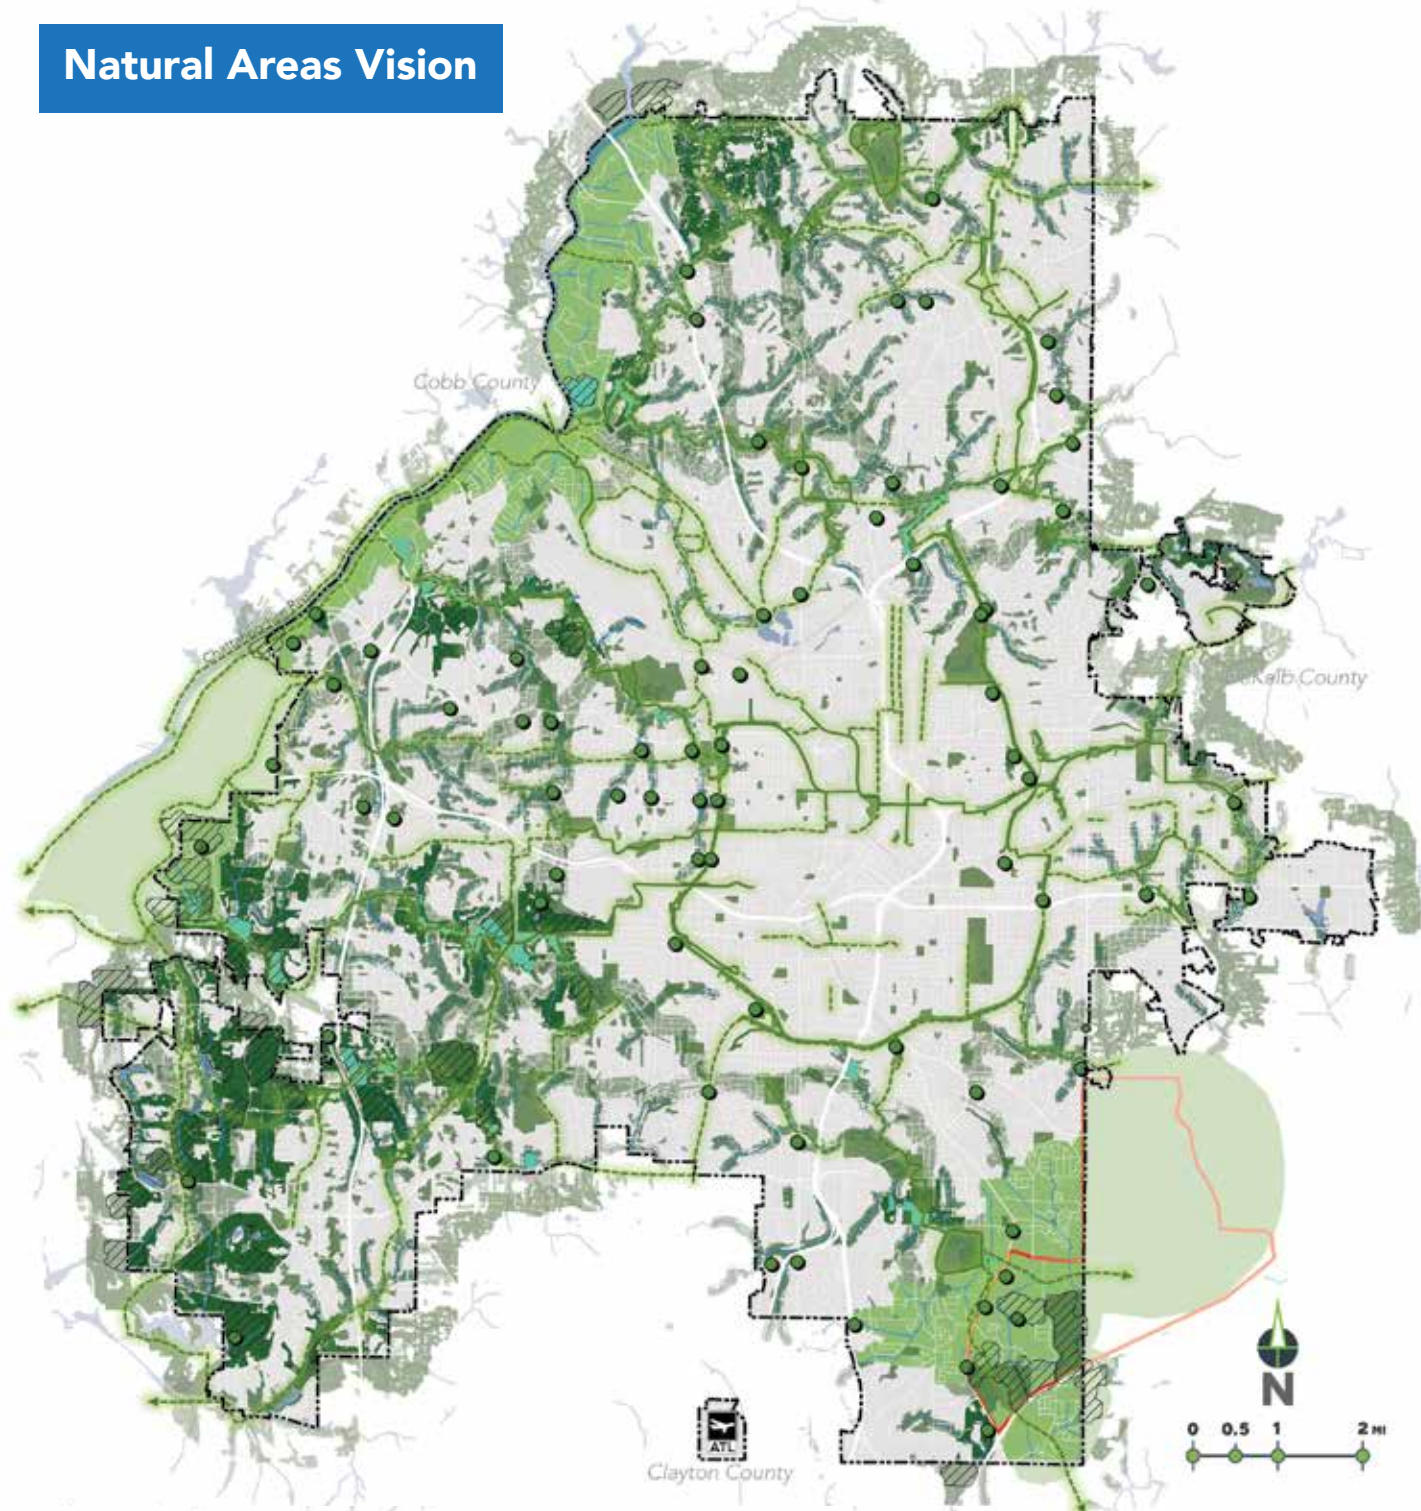 Natural Areas Vision
Cobb County
DeKalb County
ATL
Clayton County
N
0 0.5 1 2 MI